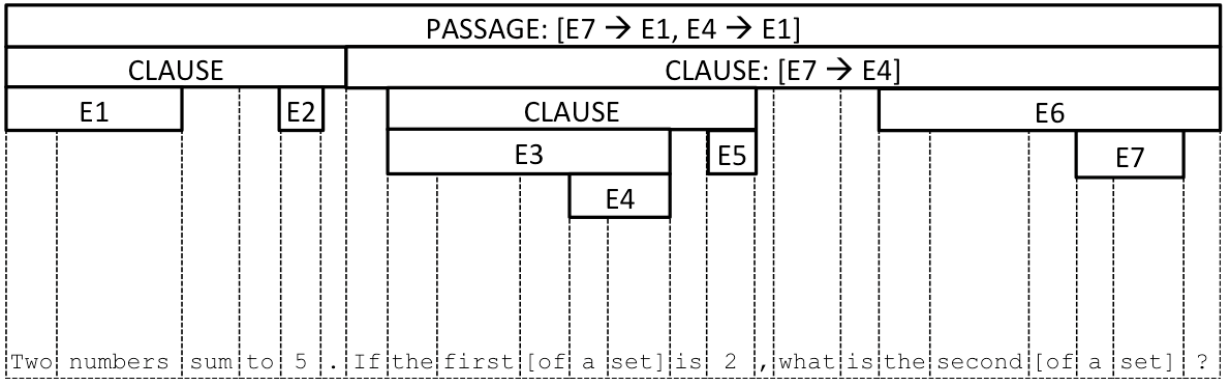 PASSAGE: [E7 → E1, E4 → E1]
CLAUSE CLAUSE: [E7 → E4]
E1 E2 CLAUSE E6
E3 E5 E7
E4
Two numbers sum to 5 . If the first [of a set] is 2 , what is the second [of a set] ?